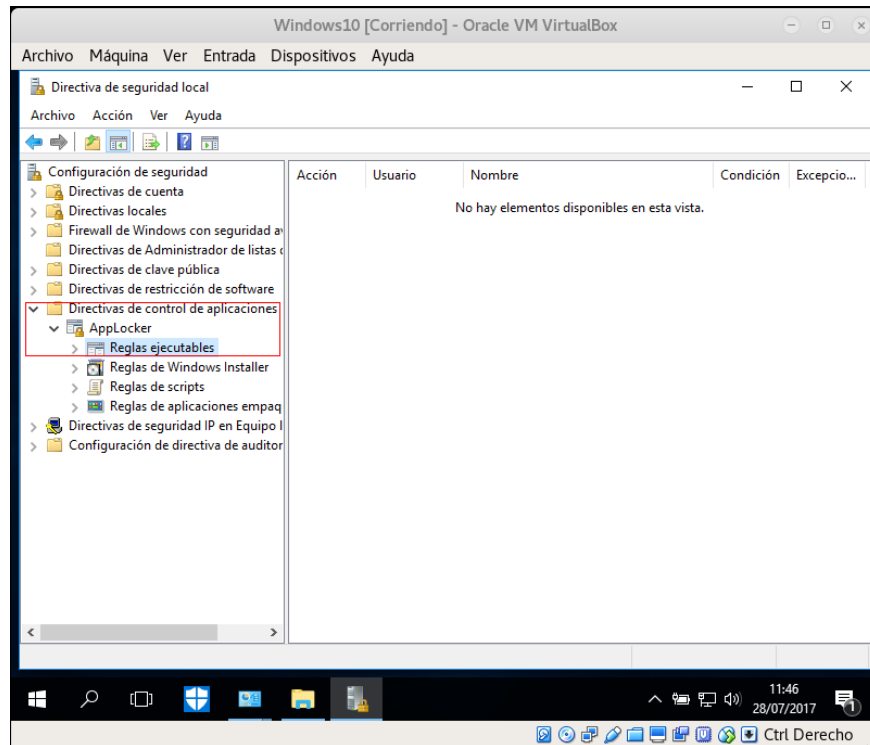 Windows10 [Corriendo] - Oracle VM VirtualBox
Archivo Máquina Ver Entrada Dispositivos Ayuda
Directiva de seguridad local
Archivo Acción Ver Ayuda
Configuración de seguridad
Directivas de cuenta
Directivas locales
Firewall de Windows con seguridad
Directivas de Administrador de listas
Directivas de clave pública
Directivas de restricción de software
Directivas de control de aplicaciones
AppLocker
Reglas ejecutables
Reglas de Windows Installer
Reglas de scripts
Reglas de aplicaciones empaq
Directivas de seguridad IP en Equipo
Configuración de directiva de auditor
Acción Usuario Nombre Condición Excepcio...
No hay elementos disponibles en esta vista.
11:46
28/07/2017
1
Ctrl Derecho